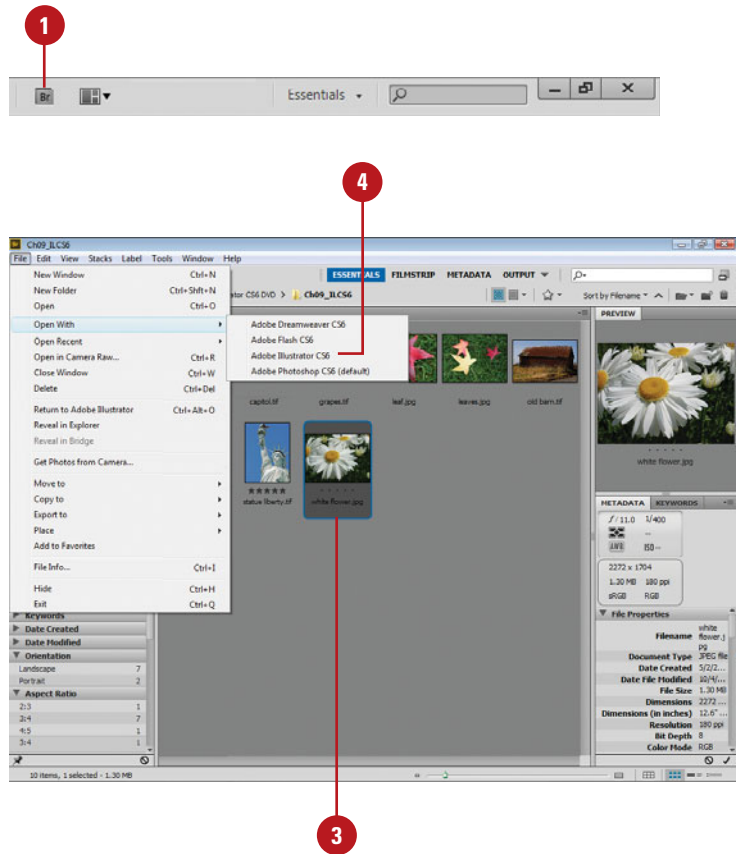 1
Br
Essentials
4
Ch09_ILCS6
File Edit View Stacks Label Tools Window Help
ESSENTIALS FILMSTRIP METADATA OUTPUT
ator CS6 DVD > Ch09_ILCS6
Sort by Filename
New Window Ctrl+N
New Folder Ctrl+Shft+N
Open Ctrl+O
Open With
Open Recent
Open in Camera Raw... Ctrl+R
Close Window Ctrl+W
Delete Ctrl+Del
Return to Adobe Illustrator Ctrl+Alt+O
Reveal in Explorer
Reveal in Bridge
Get Photos from Camera...
Move to
Copy to
Export to
Place
Add to Favorites
File Info... Ctrl+I
Hide Ctrl+H
Exit Ctrl+Q
Adobe Dreamweaver CS6
Adobe Flash CS6
Adobe Illustrator CS6
Adobe Photoshop CS6 (default)
capitol.tif grapes.tif leaf.jpg leaves.jpg old barn.tif
statue liberty.tif white flower.jpg
Keywords
Date Created
Date Modified
Orientation
Landscape 7
Portrait 2
Aspect Ratio
2:3 1
3:4 7
4:5 1
3:4 1
10 items, 1 selected - 1.30 MB
PREVIEW
white flower.jpg
METADATA KEYWORDS
f/11.0 1/400
--
AWB ISO --
2272 x 1704
1.30 MB 180 ppi
sRGB RGB
File Properties
Filename white flower.jpg
Document Type JPEG file
Date Created 5/2/2...
Date File Modified 10/4/...
File Size 1.30 MB
Dimensions 2272 ...
Dimensions (in inches) 12.6" ...
Resolution 180 ppi
Bit Depth 8
Color Mode RGB
3